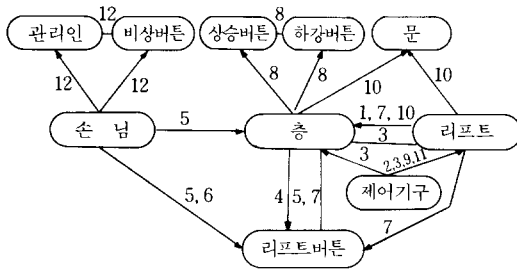 관리인 12 비상버튼 상승버튼 8 하강버튼 문
12 12 8 8 10 10
손 님 5 층 1, 7, 10 3 리프트
3 2,3,9,11
제어기구
5, 6 4 5, 7 7
리프트버튼